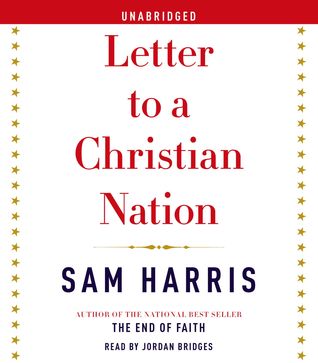 UNABRIDGED
Letter
to a
Christian
Nation
SAM HARRIS
AUTHOR OF THE NATIONAL BEST SELLER
THE END OF FAITH
READ BY JORDAN BRIDGES